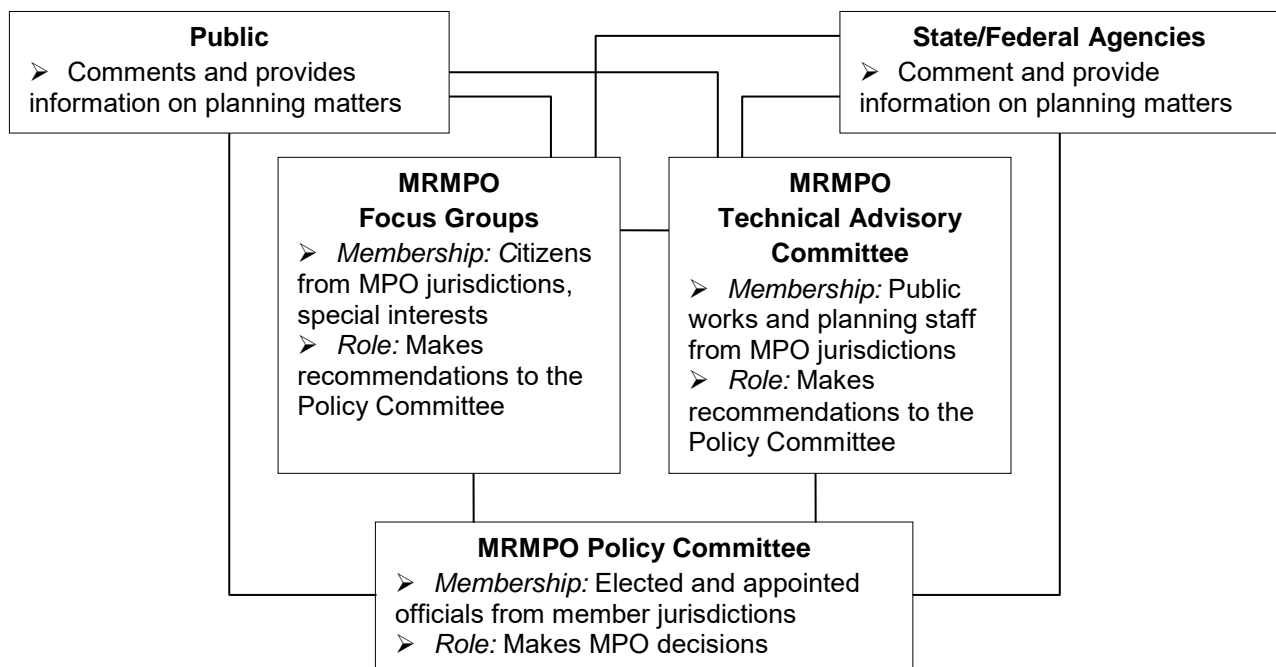 Public
➢ Comments and provides
information on planning matters
State/Federal Agencies
➢ Comment and provide
information on planning matters
MRMPO
Focus Groups
➢ Membership: Citizens
from MPO jurisdictions,
special interests
➢ Role: Makes
recommendations to the
Policy Committee
MRMPO
Technical Advisory
Committee
➢ Membership: Public
works and planning staff
from MPO jurisdictions
➢ Role: Makes
recommendations to the
Policy Committee
MRMPO Policy Committee
➢ Membership: Elected and appointed
officials from member jurisdictions
➢ Role: Makes MPO decisions